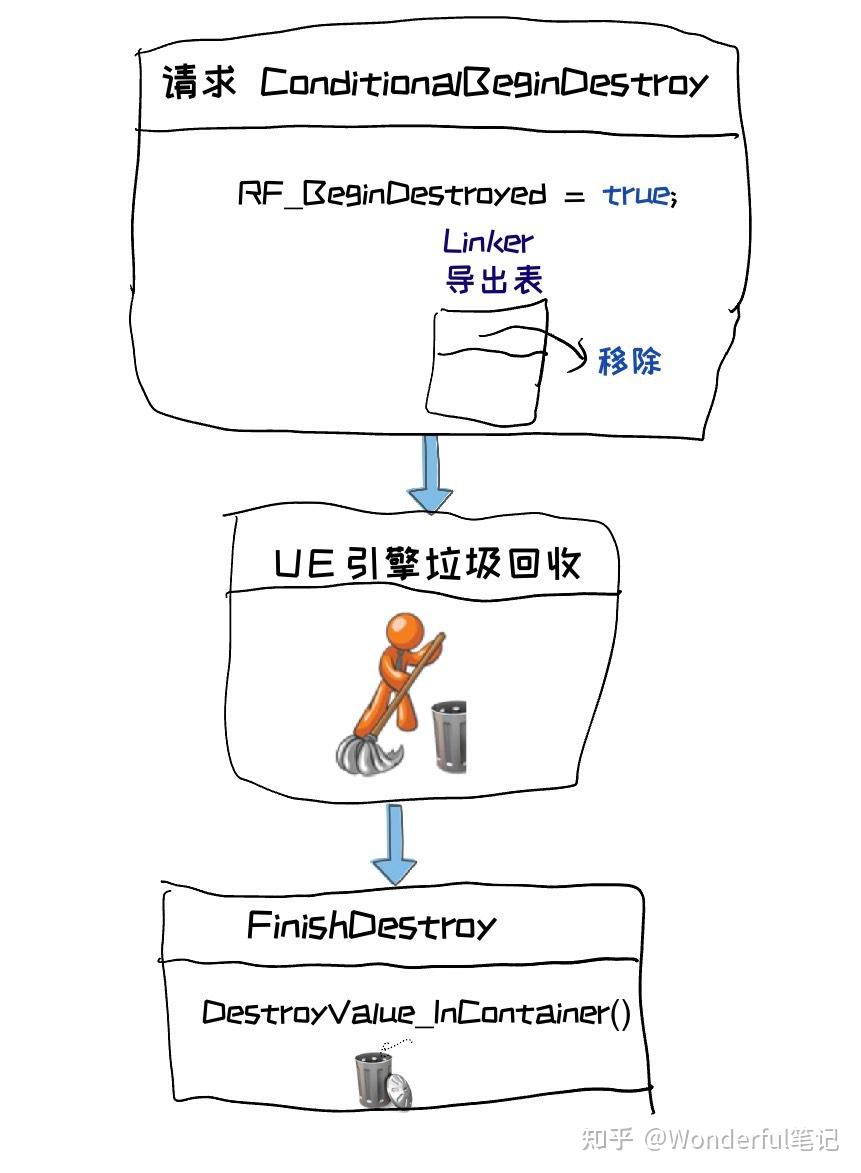 请求 ConditionalBeginDestroy
RF_BeginDestroyed = true;
Linker
导出表
移除
UE引擎垃圾回收
FinishDestroy
DestroyValue_InContainer()
知乎 @Wonderful笔记